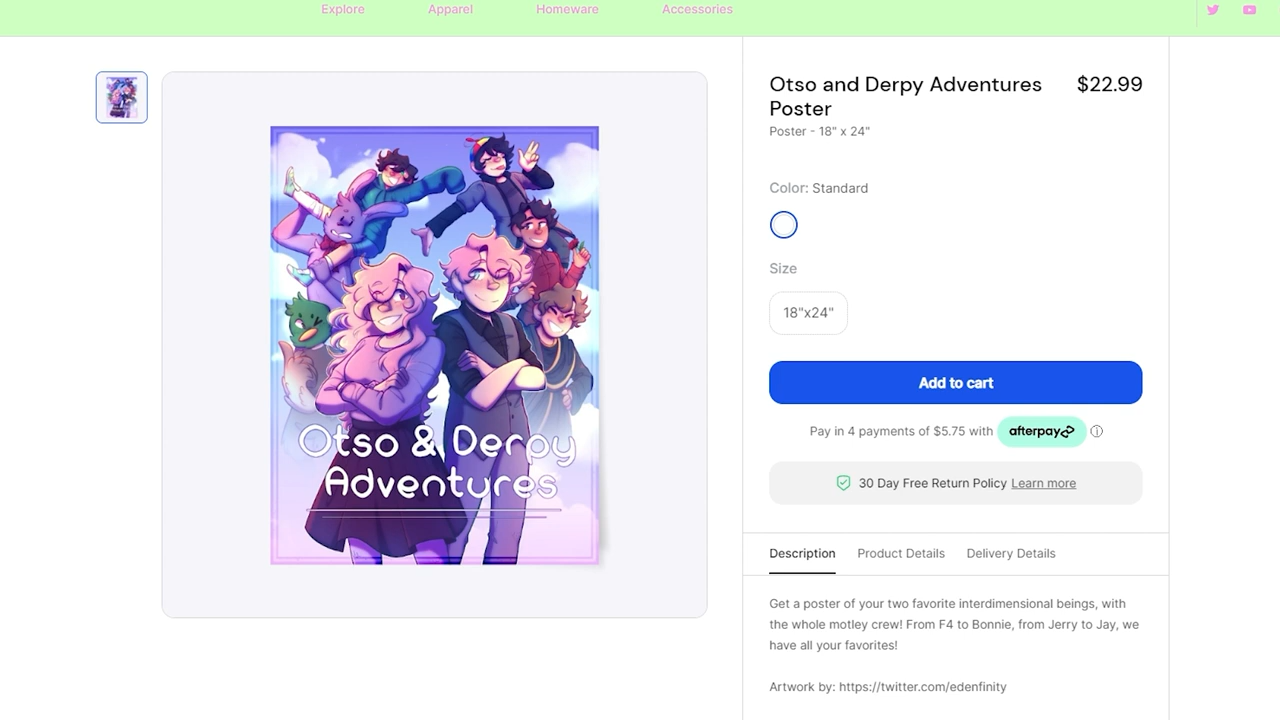 Explore Apparel Homeware Accessories
Otso and Derpy Adventures $22.99
Poster
Poster - 18" x 24"
Color: Standard
Size
18"x24"
Add to cart
Pay in 4 payments of $5.75 with afterpay
30 Day Free Return Policy Learn more
Description Product Details Delivery Details
Get a poster of your two favorite interdimensional beings, with
the whole motley crew! From F4 to Bonnie, from Jerry to Jay, we
have all your favorites!
Artwork by: https://twitter.com/edenfinity
Otso & Derpy
Adventures